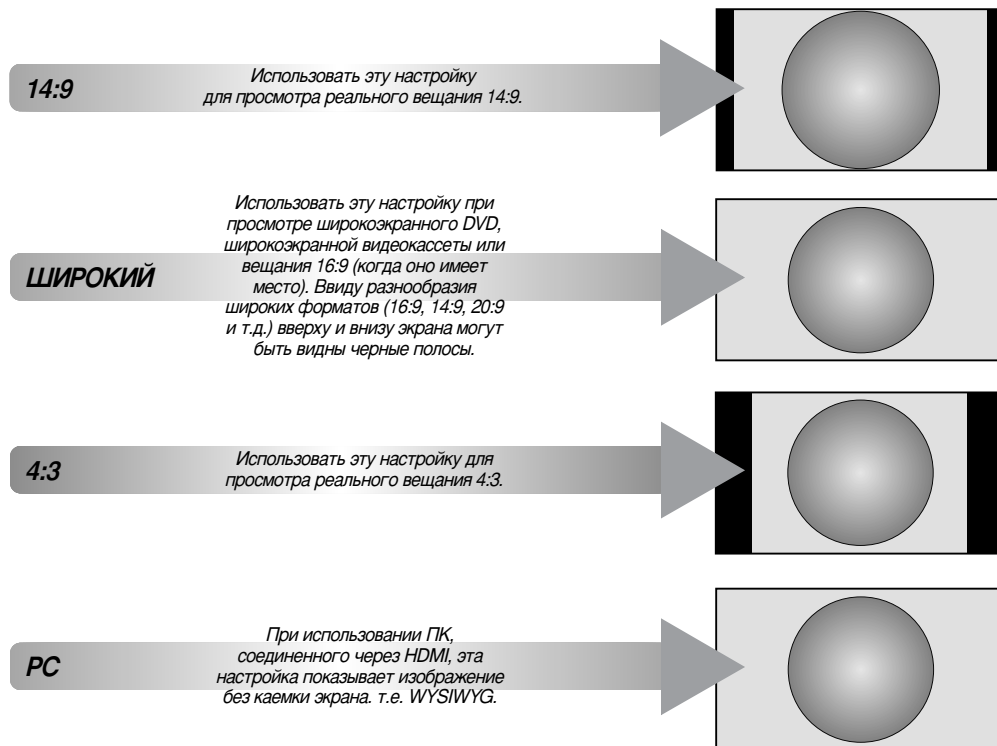 14:9
Использовать эту настройку
для просмотра реального вещания 14:9.
ШИРОКИЙ
Использовать эту настройку при
просмотре широкоэкранного DVD,
широкоэкранной видеокассеты или
вещания 16:9 (когда оно имеет
место). Ввиду разнообразия
широких форматов (16:9, 14:9, 20:9
и т.д.) вверху и внизу экрана могут
быть видны черные полосы.
4:3
Использовать эту настройку для
просмотра реального вещания 4:3.
PC
При использовании ПК,
соединенного через HDMI, эта
настройка показывает изображение
без каемки экрана. т.е. WYSIWYG.